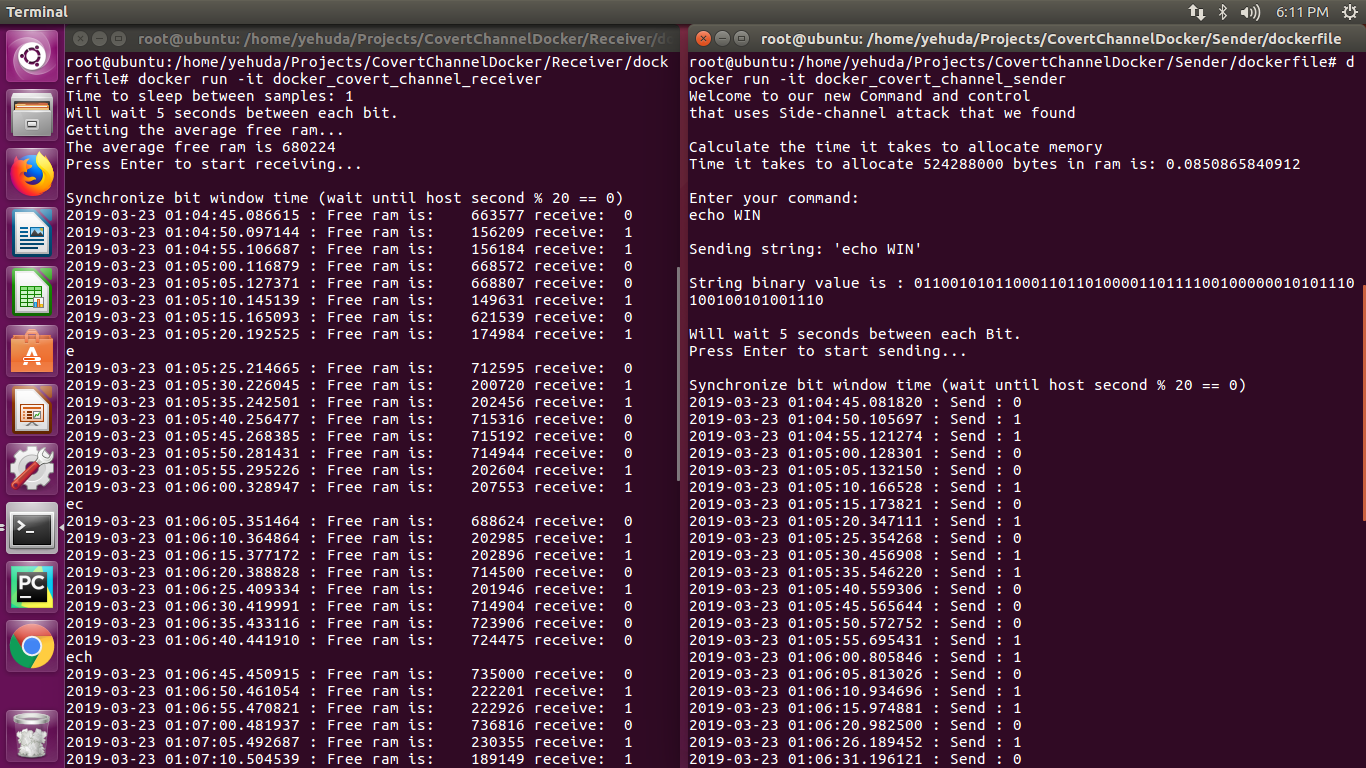 Terminal
6:11 PM
root@ubuntu: /home/yehuda/Projects/CovertChannelDocker/Receiver/do
root@ubuntu:/home/yehuda/Projects/CovertChannelDocker/Receiver/dock
erfile# docker run -it docker_covert_channel_receiver
Time to sleep between samples: 1
Will wait 5 seconds between each bit.
Getting the average free ram...
The average free ram is 680224
Press Enter to start receiving...
Synchronize bit window time (wait until host second % 20 == 0)
2019-03-23 01:04:45.086615 : Free ram is:    663577 receive:  0
2019-03-23 01:04:50.097144 : Free ram is:    156209 receive:  1
2019-03-23 01:04:55.106687 : Free ram is:    156184 receive:  1
2019-03-23 01:05:00.116879 : Free ram is:    668572 receive:  0
2019-03-23 01:05:05.127371 : Free ram is:    668807 receive:  0
2019-03-23 01:05:10.145139 : Free ram is:    149631 receive:  1
2019-03-23 01:05:15.165093 : Free ram is:    621539 receive:  0
2019-03-23 01:05:20.192525 : Free ram is:    174984 receive:  1
e
2019-03-23 01:05:25.214665 : Free ram is:    712595 receive:  0
2019-03-23 01:05:30.226045 : Free ram is:    200720 receive:  1
2019-03-23 01:05:35.242501 : Free ram is:    202456 receive:  1
2019-03-23 01:05:40.256477 : Free ram is:    715316 receive:  0
2019-03-23 01:05:45.268385 : Free ram is:    715192 receive:  0
2019-03-23 01:05:50.281431 : Free ram is:    714944 receive:  0
2019-03-23 01:05:55.295226 : Free ram is:    202604 receive:  1
2019-03-23 01:06:00.328947 : Free ram is:    207553 receive:  1
ec
2019-03-23 01:06:05.351464 : Free ram is:    688624 receive:  0
2019-03-23 01:06:10.364864 : Free ram is:    202985 receive:  1
2019-03-23 01:06:15.377172 : Free ram is:    202896 receive:  1
2019-03-23 01:06:20.388828 : Free ram is:    714500 receive:  0
2019-03-23 01:06:25.409334 : Free ram is:    201946 receive:  1
2019-03-23 01:06:30.419991 : Free ram is:    714904 receive:  0
2019-03-23 01:06:35.433116 : Free ram is:    723906 receive:  0
2019-03-23 01:06:40.441910 : Free ram is:    724475 receive:  0
ech
2019-03-23 01:06:45.450915 : Free ram is:    735000 receive:  0
2019-03-23 01:06:50.461054 : Free ram is:    222201 receive:  1
2019-03-23 01:06:55.470821 : Free ram is:    222926 receive:  1
2019-03-23 01:07:00.481937 : Free ram is:    736816 receive:  0
2019-03-23 01:07:05.492687 : Free ram is:    230355 receive:  1
2019-03-23 01:07:10.504539 : Free ram is:    189149 receive:  1
root@ubuntu: /home/yehuda/Projects/CovertChannelDocker/Sender/dockerfile
root@ubuntu:/home/yehuda/Projects/CovertChannelDocker/Sender/dockerfile# d
ocker run -it docker_covert_channel_sender
Welcome to our new Command and control
that uses Side-channel attack that we found
Calculate the time it takes to allocate memory
Time it takes to allocate 524288000 bytes in ram is: 0.0850865840912
Enter your command:
echo WIN
Sending string: 'echo WIN'
String binary value is : 01100101011000110110100001101111001000000101011110
100100101001110
Will wait 5 seconds between each Bit.
Press Enter to start sending...
Synchronize bit window time (wait until host second % 20 == 0)
2019-03-23 01:04:45.081820 : Send : 0
2019-03-23 01:04:50.105697 : Send : 1
2019-03-23 01:04:55.121274 : Send : 1
2019-03-23 01:05:00.128301 : Send : 0
2019-03-23 01:05:05.132150 : Send : 0
2019-03-23 01:05:10.166528 : Send : 1
2019-03-23 01:05:15.173821 : Send : 0
2019-03-23 01:05:20.347111 : Send : 1
2019-03-23 01:05:25.354268 : Send : 0
2019-03-23 01:05:30.456908 : Send : 1
2019-03-23 01:05:35.546220 : Send : 1
2019-03-23 01:05:40.559306 : Send : 0
2019-03-23 01:05:45.565644 : Send : 0
2019-03-23 01:05:50.572752 : Send : 0
2019-03-23 01:05:55.695431 : Send : 1
2019-03-23 01:06:00.805846 : Send : 1
2019-03-23 01:06:05.813026 : Send : 0
2019-03-23 01:06:10.934696 : Send : 1
2019-03-23 01:06:15.974881 : Send : 1
2019-03-23 01:06:20.982500 : Send : 0
2019-03-23 01:06:26.189452 : Send : 1
2019-03-23 01:06:31.196121 : Send : 0
PC